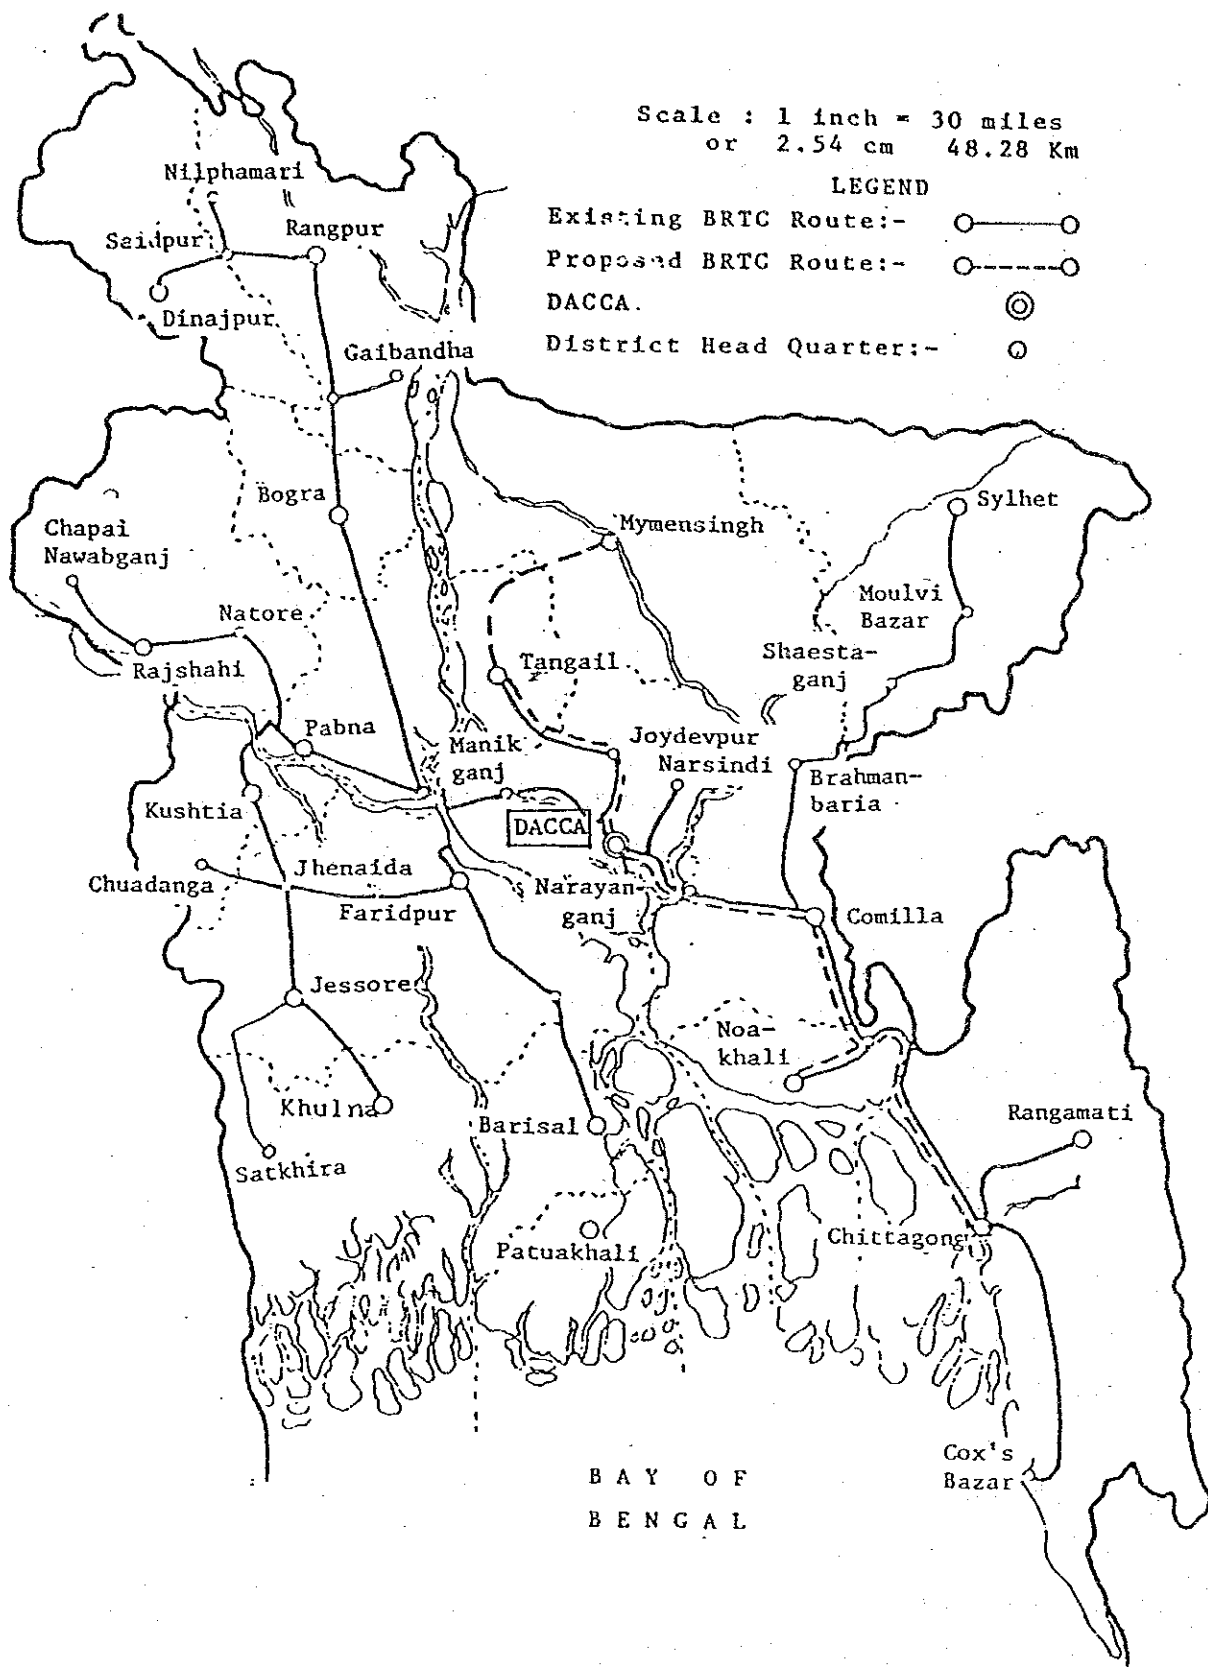 Scale : 1 inch = 30 miles
or 2.54 cm 48.28 Km
LEGEND
Existing BRTC Route:-
Proposed BRTC Route:-
DACCA.
District Head Quarter:-
Nilphamari
Saidpur
Rangpur
Dinajpur
Gaibandha
Bogra
Mymensingh
Sylhet
Chapai
Nawabganj
Natore
Moulvi
Bazar
Rajshahi
Tangail
Shaesta-
ganj
Pabna
Manik
ganj
Joydevpur
Narsindi
Brahman-
baria
Kushtia
DACCA
Chuadanga
Jhenaida
Faridpur
Narayan-
ganj
Comilla
Jessore
Noa-
khali
Khulna
Barisal
Rangamati
Satkhira
Patuakhali
Chittagong
Cox's
Bazar
BAY OF
BENGAL